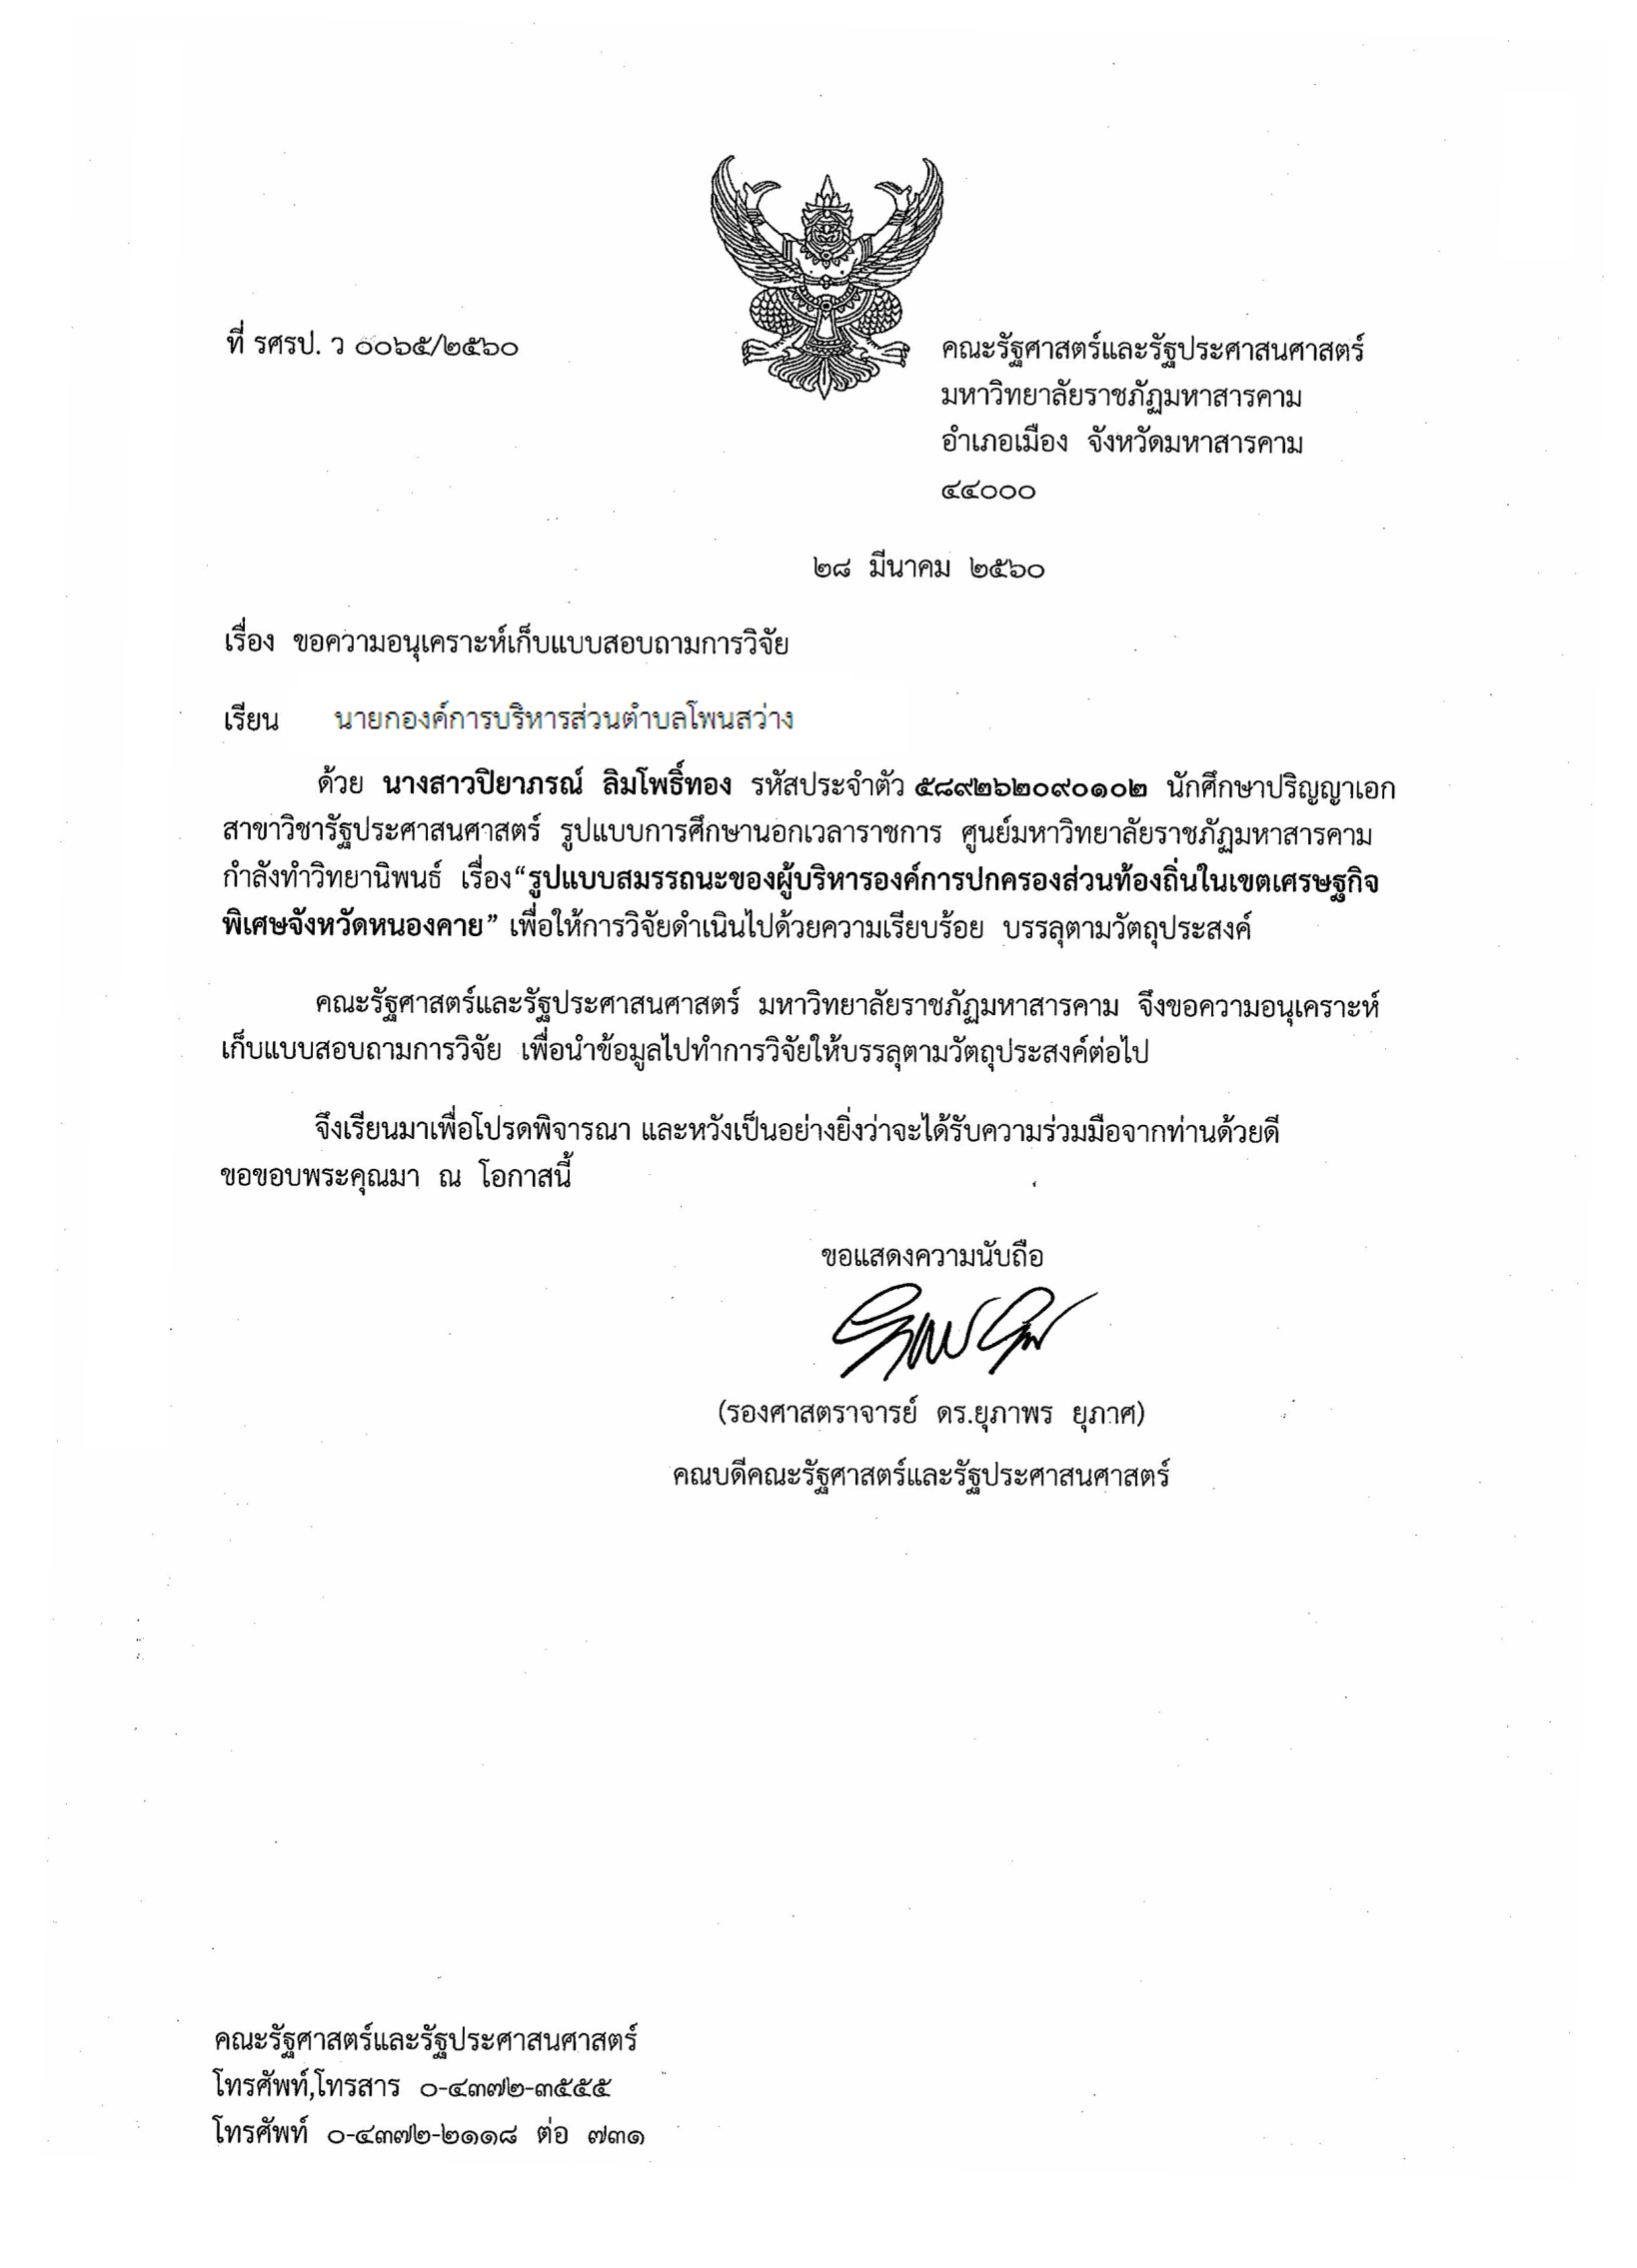 ที่ รศรป. ว ๐๐๖๕/๒๕๖๐
คณะรัฐศาสตร์และรัฐประศาสนศาสตร์
มหาวิทยาลัยราชภัฏมหาสารคาม
อำเภอเมือง จังหวัดมหาสารคาม
๔๔๐๐๐
๒๘ มีนาคม ๒๕๖๐
เรื่อง ขอความอนุเคราะห์เก็บแบบสอบถามการวิจัย
เรียน นายกองค์การบริหารส่วนตำบลโพนสว่าง
ด้วย นางสาวปิยาภรณ์ ลิมโพธิ์ทอง รหัสประจำตัว ๕๘๙๒๖๒๐๙๐๑๐๒ นักศึกษาปริญญาเอก
สาขาวิชารัฐประศาสนศาสตร์ รูปแบบการศึกษานอกเวลาราชการ ศูนย์มหาวิทยาลัยราชภัฏมหาสารคาม
กำลังทำวิทยานิพนธ์ เรื่อง“รูปแบบสมรรถนะของผู้บริหารองค์การปกครองส่วนท้องถิ่นในเขตเศรษฐกิจ
พิเศษจังหวัดหนองคาย” เพื่อให้การวิจัยดำเนินไปด้วยความเรียบร้อย บรรลุตามวัตถุประสงค์
คณะรัฐศาสตร์และรัฐประศาสนศาสตร์ มหาวิทยาลัยราชภัฏมหาสารคาม จึงขอความอนุเคราะห์
เก็บแบบสอบถามการวิจัย เพื่อนำข้อมูลไปทำการวิจัยให้บรรลุตามวัตถุประสงค์ต่อไป
จึงเรียนมาเพื่อโปรดพิจารณา และหวังเป็นอย่างยิ่งว่าจะได้รับความร่วมมือจากท่านด้วยดี
ขอขอบพระคุณมา ณ โอกาสนี้
ขอแสดงความนับถือ
(รองศาสตราจารย์ ดร.ยุภาพร ยุภาศ)
คณบดีคณะรัฐศาสตร์และรัฐประศาสนศาสตร์
คณะรัฐศาสตร์และรัฐประศาสนศาสตร์
โทรศัพท์,โทรสาร ๐-๔๓๗๒-๓๕๕๕
โทรศัพท์ ๐-๔๓๗๒-๒๑๑๘ ต่อ ๗๓๑